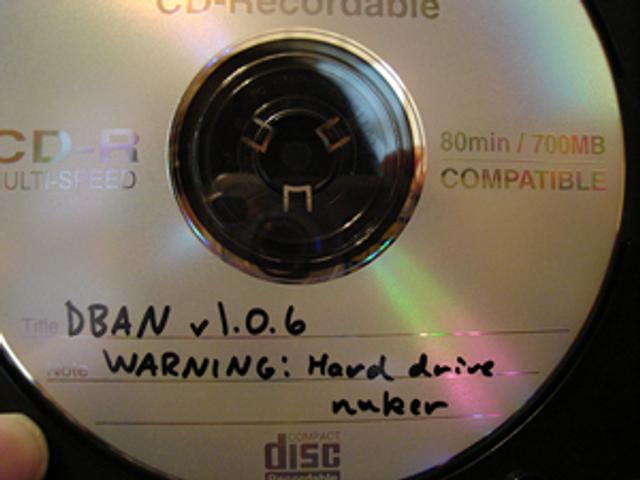 CD-Recordable
CD-R
MULTI-SPEED
80min / 700MB
COMPATIBLE
Title DBAN v1.0.6
Note WARNING: Hard drive
nuker
COMPACT
disc
Recordable